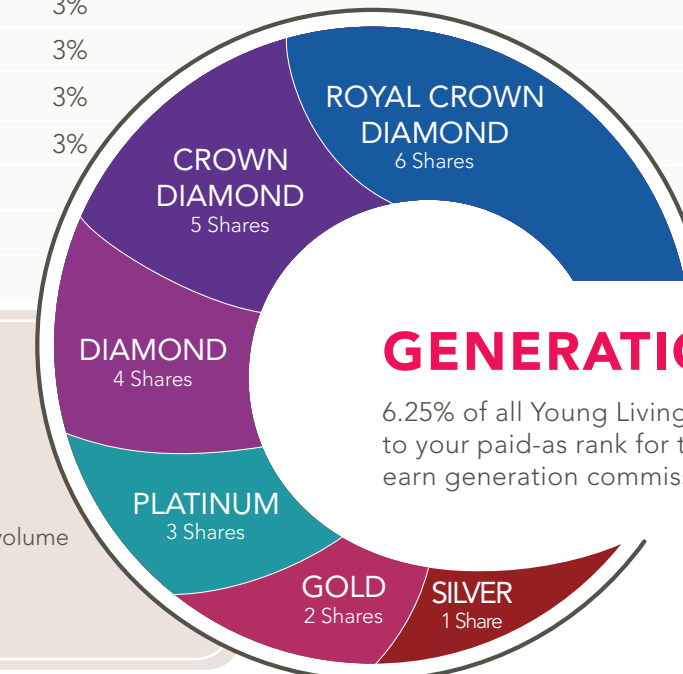 3%
3%
3%
3%
ROYAL CROWN
DIAMOND
6 Shares
CROWN
DIAMOND
5 Shares
DIAMOND
4 Shares
PLATINUM
3 Shares
GOLD
2 Shares
SILVER
1 Share
6.25% of all Young Living
to your paid-as rank for
earn generation
volume